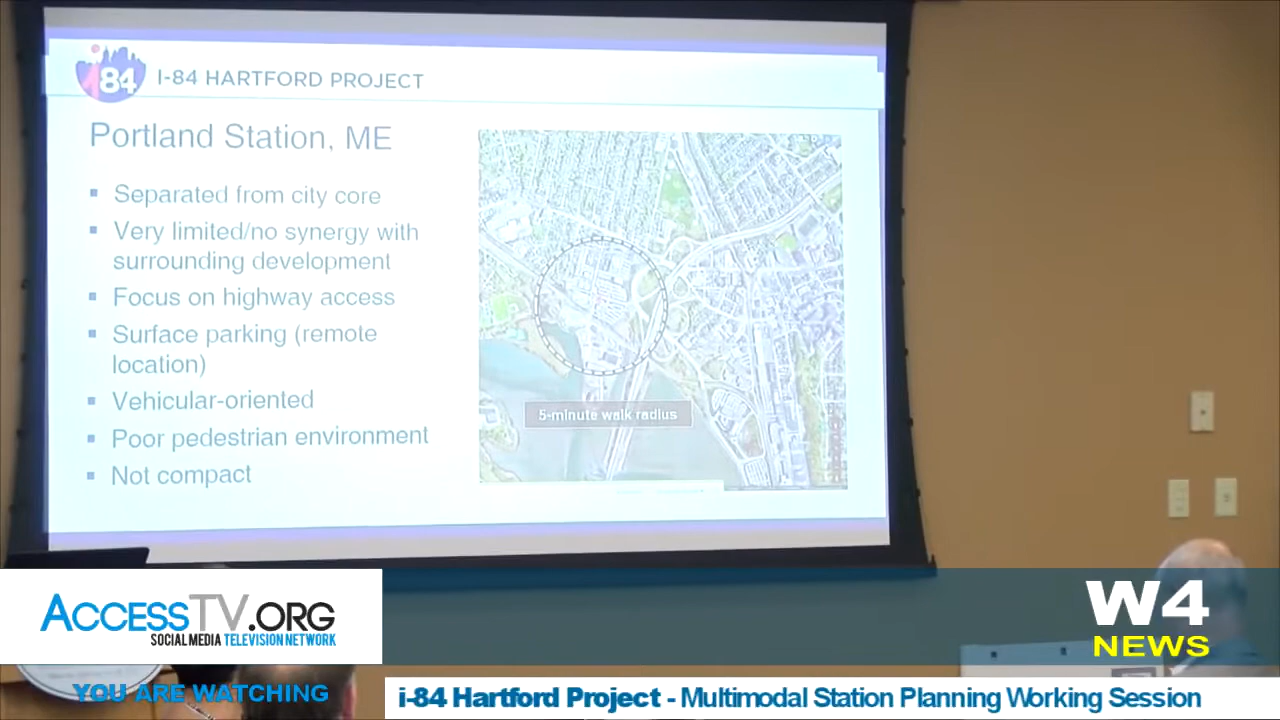 84
I-84 HARTFORD PROJECT
Portland Station, ME
▪ Separated from city core
▪ Very limited/no synergy with
surrounding development
▪ Focus on highway access
▪ Surface parking (remote
location)
▪ Vehicular-oriented
▪ Poor pedestrian environment
▪ Not compact
5-minute walk radius
ACCESSTV.ORG
SOCIAL MEDIA TELEVISION NETWORK
W4
NEWS
YOU ARE WATCHING
i-84 Hartford Project - Multimodal Station Planning Working Session